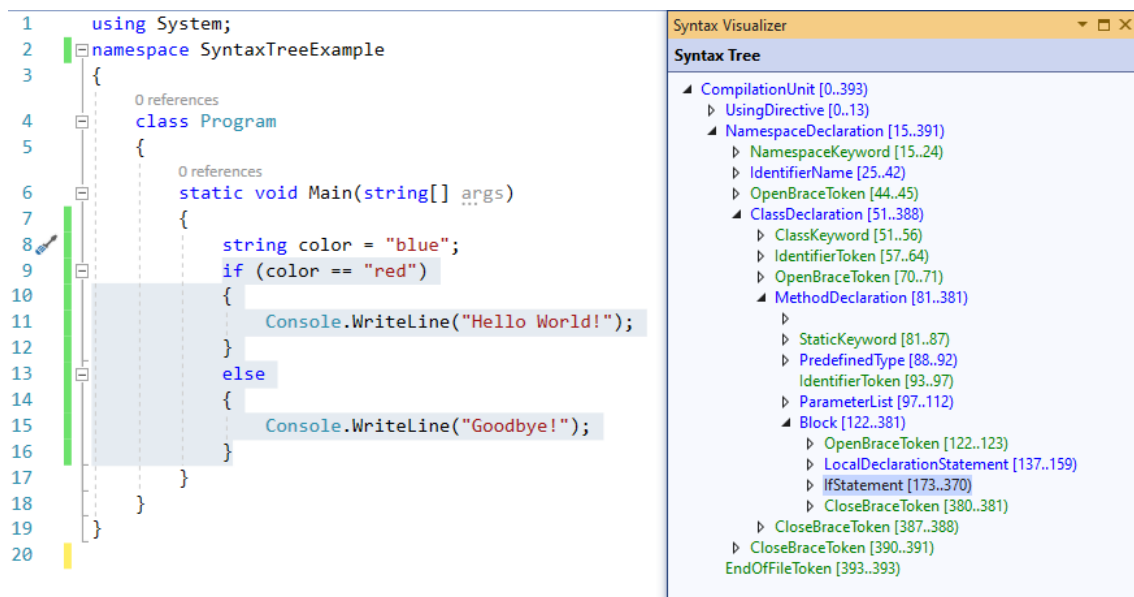 1 using System;
2 namespace SyntaxTreeExample
3 {
0 references
4 class Program
5 {
0 references
6 static void Main(string[] args)
7 {
8 string color = "blue";
9 if (color == "red")
10 {
11 Console.WriteLine("Hello World!");
12 }
13 else
14 {
15 Console.WriteLine("Goodbye!");
16 }
17 }
18 }
19 }
20
Syntax Visualizer
Syntax Tree
CompilationUnit [0..393)
UsingDirective [0..13)
NamespaceDeclaration [15..391)
NamespaceKeyword [15..24)
IdentifierName [25..42)
OpenBraceToken [44..45)
ClassDeclaration [51..388)
ClassKeyword [51..56)
IdentifierToken [57..64)
OpenBraceToken [70..71)
MethodDeclaration [81..381)
StaticKeyword [81..87)
PredefinedType [88..92)
IdentifierToken [93..97)
ParameterList [97..112)
Block [122..381)
OpenBraceToken [122..123)
LocalDeclarationStatement [137..159)
IfStatement [173..370)
CloseBraceToken [380..381)
CloseBraceToken [387..388)
CloseBraceToken [390..391)
EndOfFileToken [393..393)